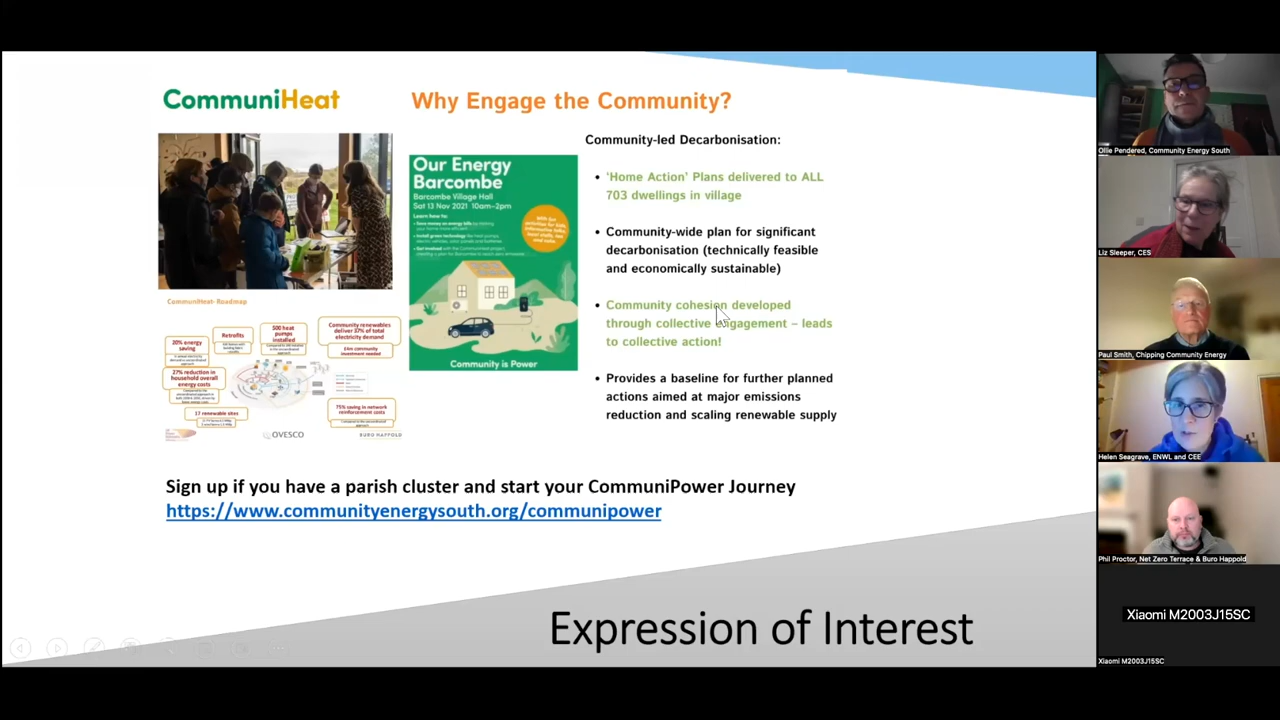 CommuniHeat
Why Engage the Community?
Community-led Decarbonisation:
• 'Home Action' Plans delivered to ALL
703 dwellings in village
• Community-wide plan for significant
decarbonisation (technically feasible
and economically sustainable)
• Community cohesion developed
through collective engagement – leads
to collective action!
• Provides a baseline for further planned
actions aimed at major emissions
reduction and scaling renewable supply
Our Energy
Barcombe
Barcombe Village Hall
Sat 13 Nov 2021 10am–2pm
Learn how to:
Community is Power
CommuniHeat- Roadmap
20% energy
saving
Retrofits
500 heat
pumps
installed
Community renewables
deliver 37% of total
electricity demand
27% reduction in
household overall
energy costs
17 renewable sites
75% saving in network
reinforcement costs
OVESCO
BURO HAPPOLD
Sign up if you have a parish cluster and start your CommuniPower Journey
https://www.communityenergysouth.org/communipower
Expression of Interest
Ollie Pendered, Community Energy South
Liz Sleeper, CES
Paul Smith, Chipping Community Energy
Helen Seagrave, ENWL and CEE
Phil Proctor, Net Zero Terrace & Buro Happold
Xiaomi M2003J15SC
Xiaomi M2003J15SC